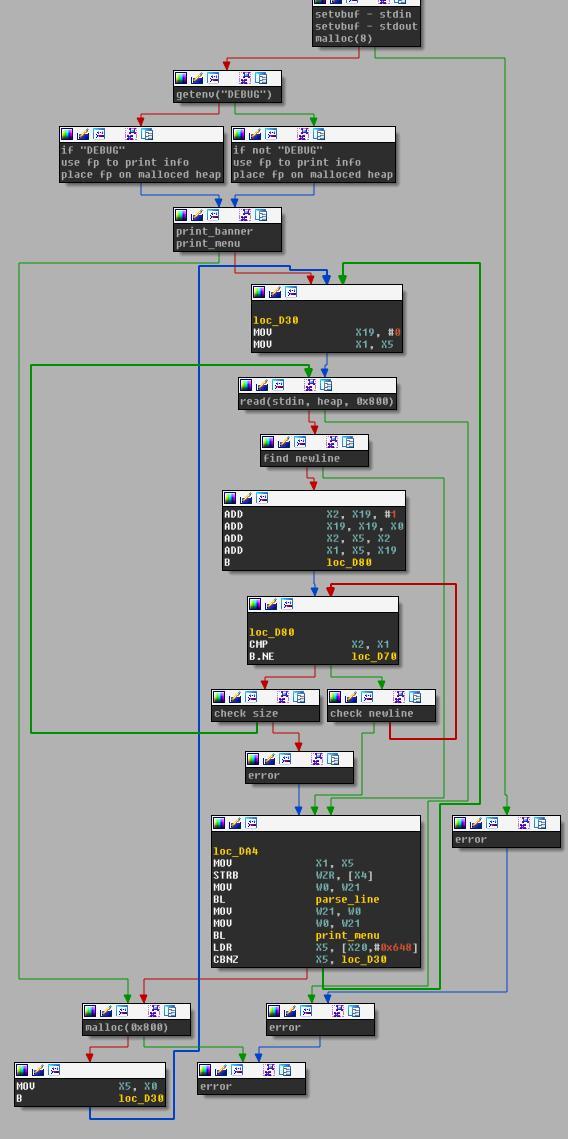 setvbuf - stdin
setvbuf - stdout
malloc(8)
getenv("DEBUG")
if "DEBUG"
use fp to print info
place fp on malloced heap
if not "DEBUG"
use fp to print info
place fp on malloced heap
print_banner
print_menu
loc_D30
MOV X19, #0
MOV X1, X5
read(stdin, heap, 0x800)
find newline
ADD X2, X19, #1
ADD X19, X19, X0
ADD X2, X5, X2
ADD X1, X5, X19
B loc_D80
loc_D80
CMP X2, X1
B.NE loc_D70
check size
check newline
error
loc_DA4
MOV X1, X5
STRB WZR, [X4]
MOV W0, W21
BL parse_line
MOV W21, W0
MOV W0, W21
BL print_menu
LDR X5, [X20,#0x648]
CBNZ X5, loc_D30
error
malloc(0x800)
error
MOV X5, X0
B loc_D30
error